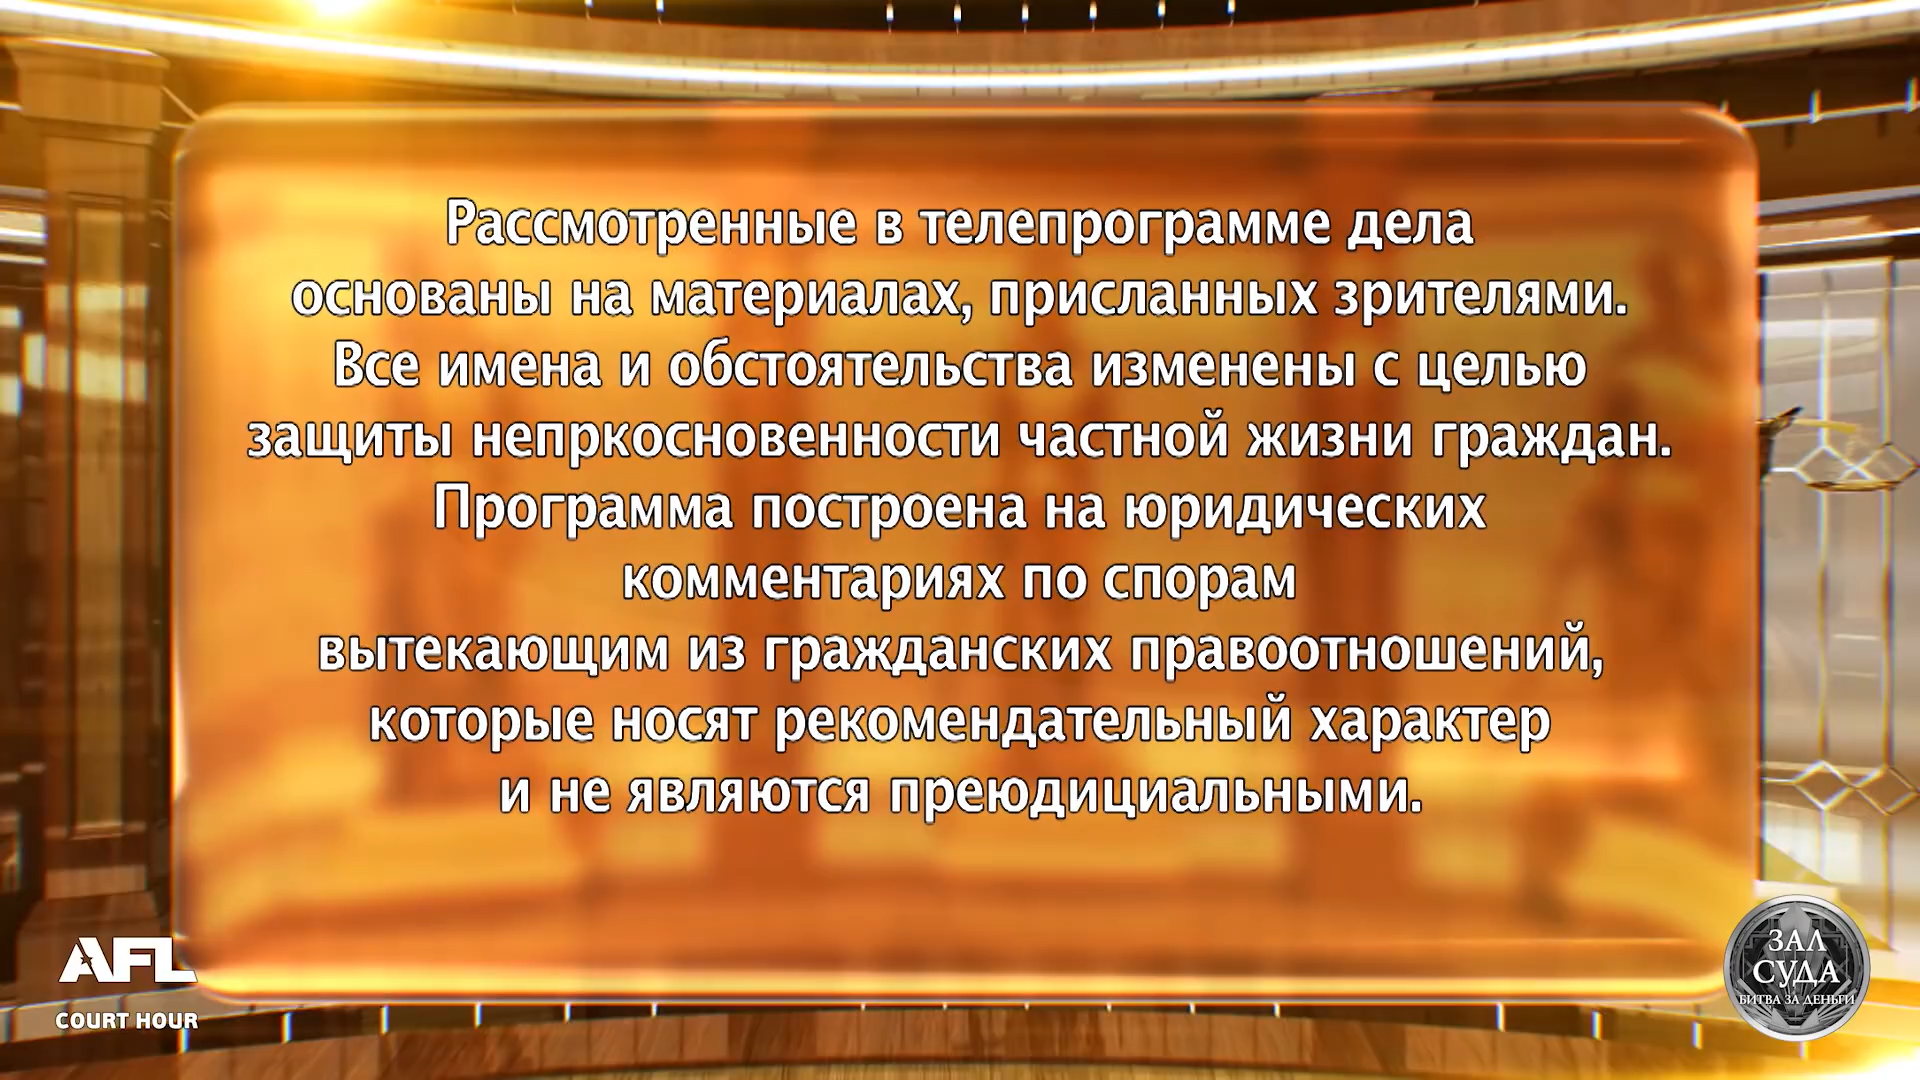 Рассмотренные в телепрограмме дела
основаны на материалах, присланных зрителями.
Все имена и обстоятельства изменены с целью
защиты непркосновенности частной жизни граждан.
Программа построена на юридических
комментариях по спорам
вытекающим из гражданских правоотношений,
которые носят рекомендательный характер
и не являются преюдициальными.
AFL
COURT HOUR
ЗАЛ
СУДА
БИТВА ЗА ДЕНЬГИ